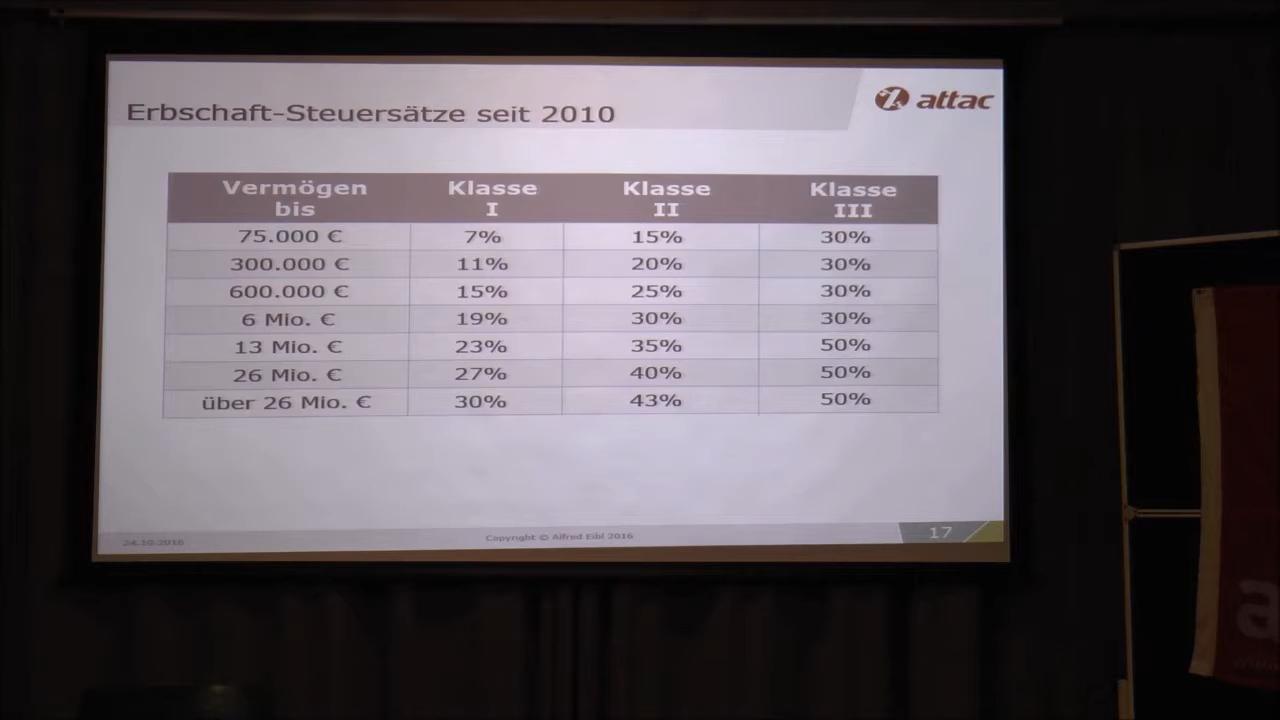 attac
Erbschaft-Steuersätze seit 2010
Vermögen bis Klasse I Klasse II Klasse III
75.000 € 7% 15% 30%
300.000 € 11% 20% 30%
600.000 € 15% 25% 30%
6 Mio. € 19% 30% 30%
13 Mio. € 23% 35% 50%
26 Mio. € 27% 40% 50%
über 26 Mio. € 30% 43% 50%
24.10.2016 Copyright © Alfred Eibl 2016 17
a